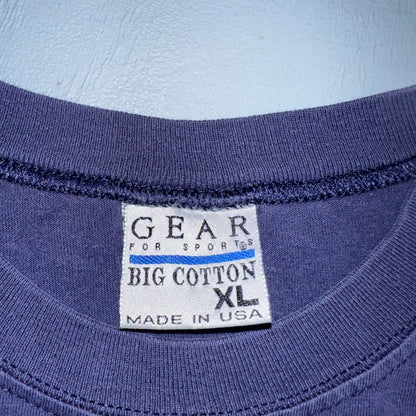 GEAR
FOR SPORTS®
BIG COTTON
XL
MADE IN USA